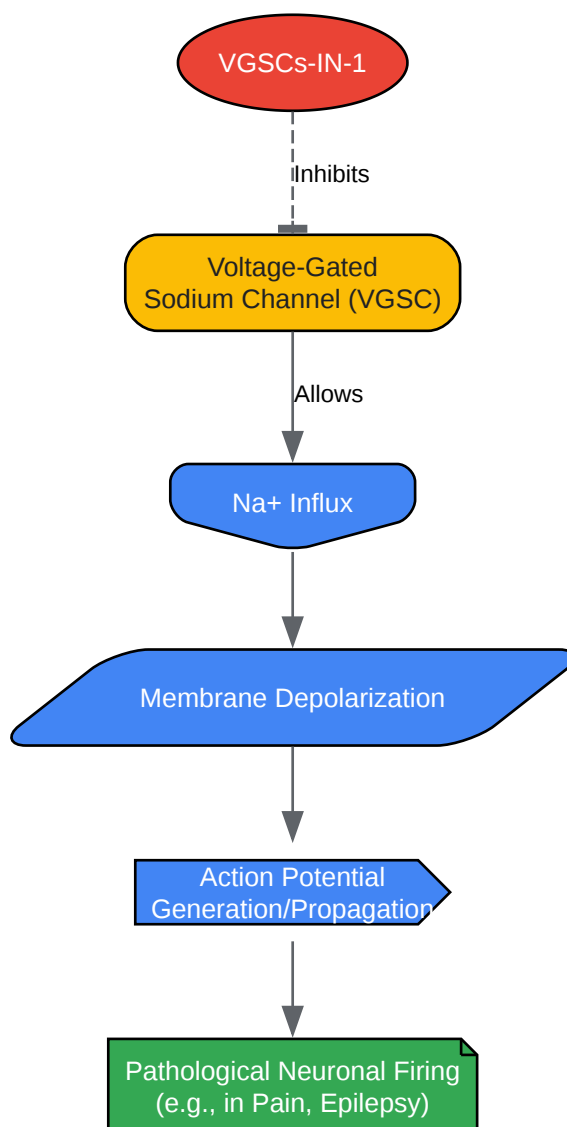 VGSCs-IN-1
Inhibits
Voltage-Gated
Sodium Channel (VGSC)
Allows
Na+ Influx
Membrane Depolarization
Action Potential
Generation/Propagation
Pathological Neuronal Firing
(e.g., in Pain, Epilepsy)